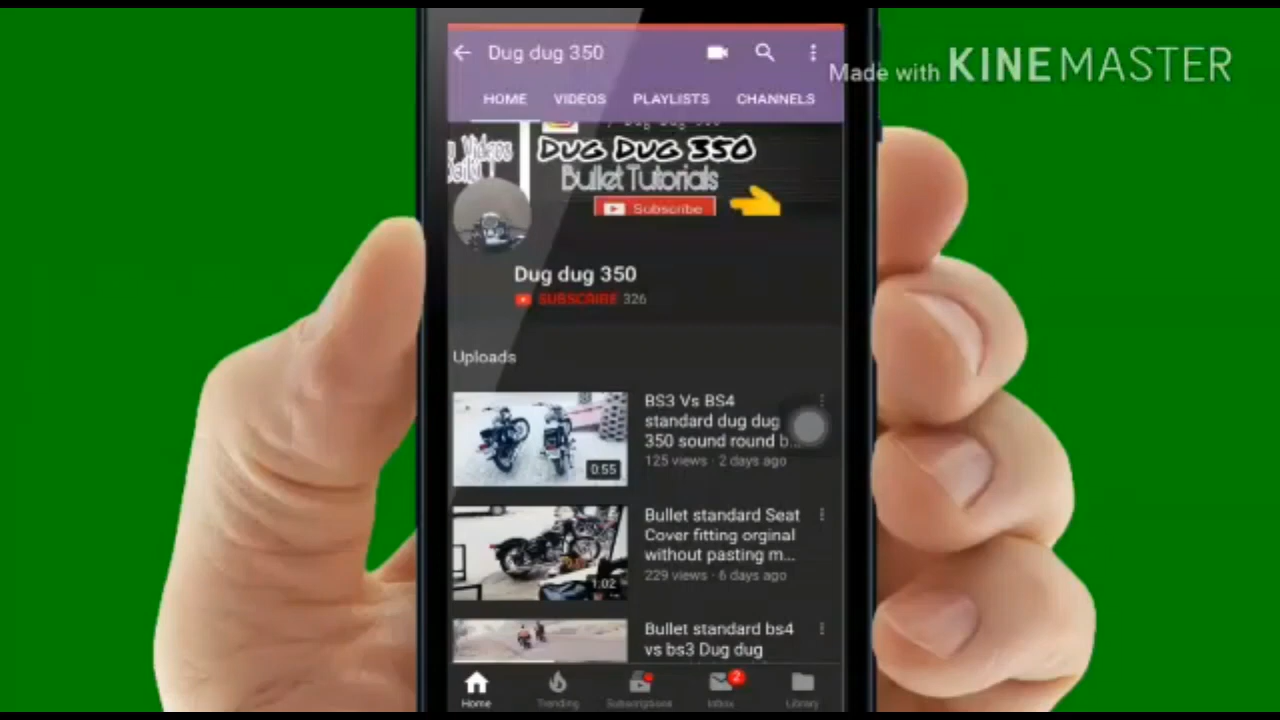 Dug dug 350
Made with KINEMASTER
HOME VIDEOS PLAYLISTS CHANNELS
Videos
DUG DUG 350
Bullet Tutorials
Subscribe
Dug dug 350
SUBSCRIBE 326
Uploads
BS3 Vs BS4
standard dug dug
350 sound round b...
125 views · 2 days ago
0:55
Bullet standard Seat
Cover fitting orginal
without pasting m...
229 views · 6 days ago
1:02
Bullet standard bs4
vs bs3 Dug dug
2
Home Trending Subscriptions Inbox Library